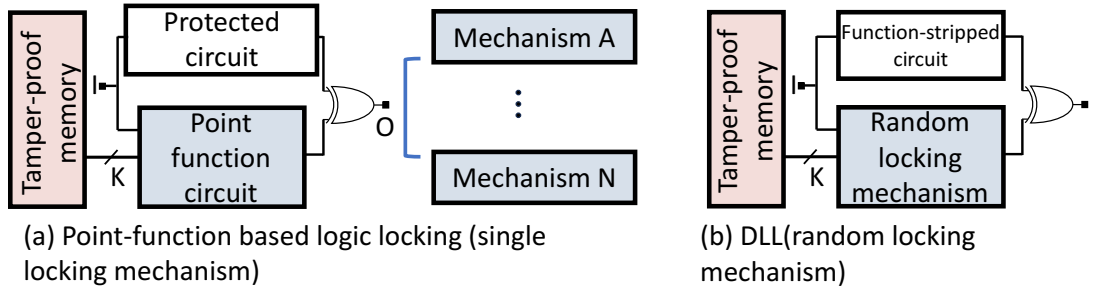 Tamper-proof
memory
I
Protected
circuit
Point
function
circuit
K
O
Mechanism A
⋮
Mechanism N
(a) Point-function based logic locking (single
locking mechanism)
Tamper-proof
memory
I
Function-stripped
circuit
Random
locking
mechanism
K
(b) DLL(random locking
mechanism)